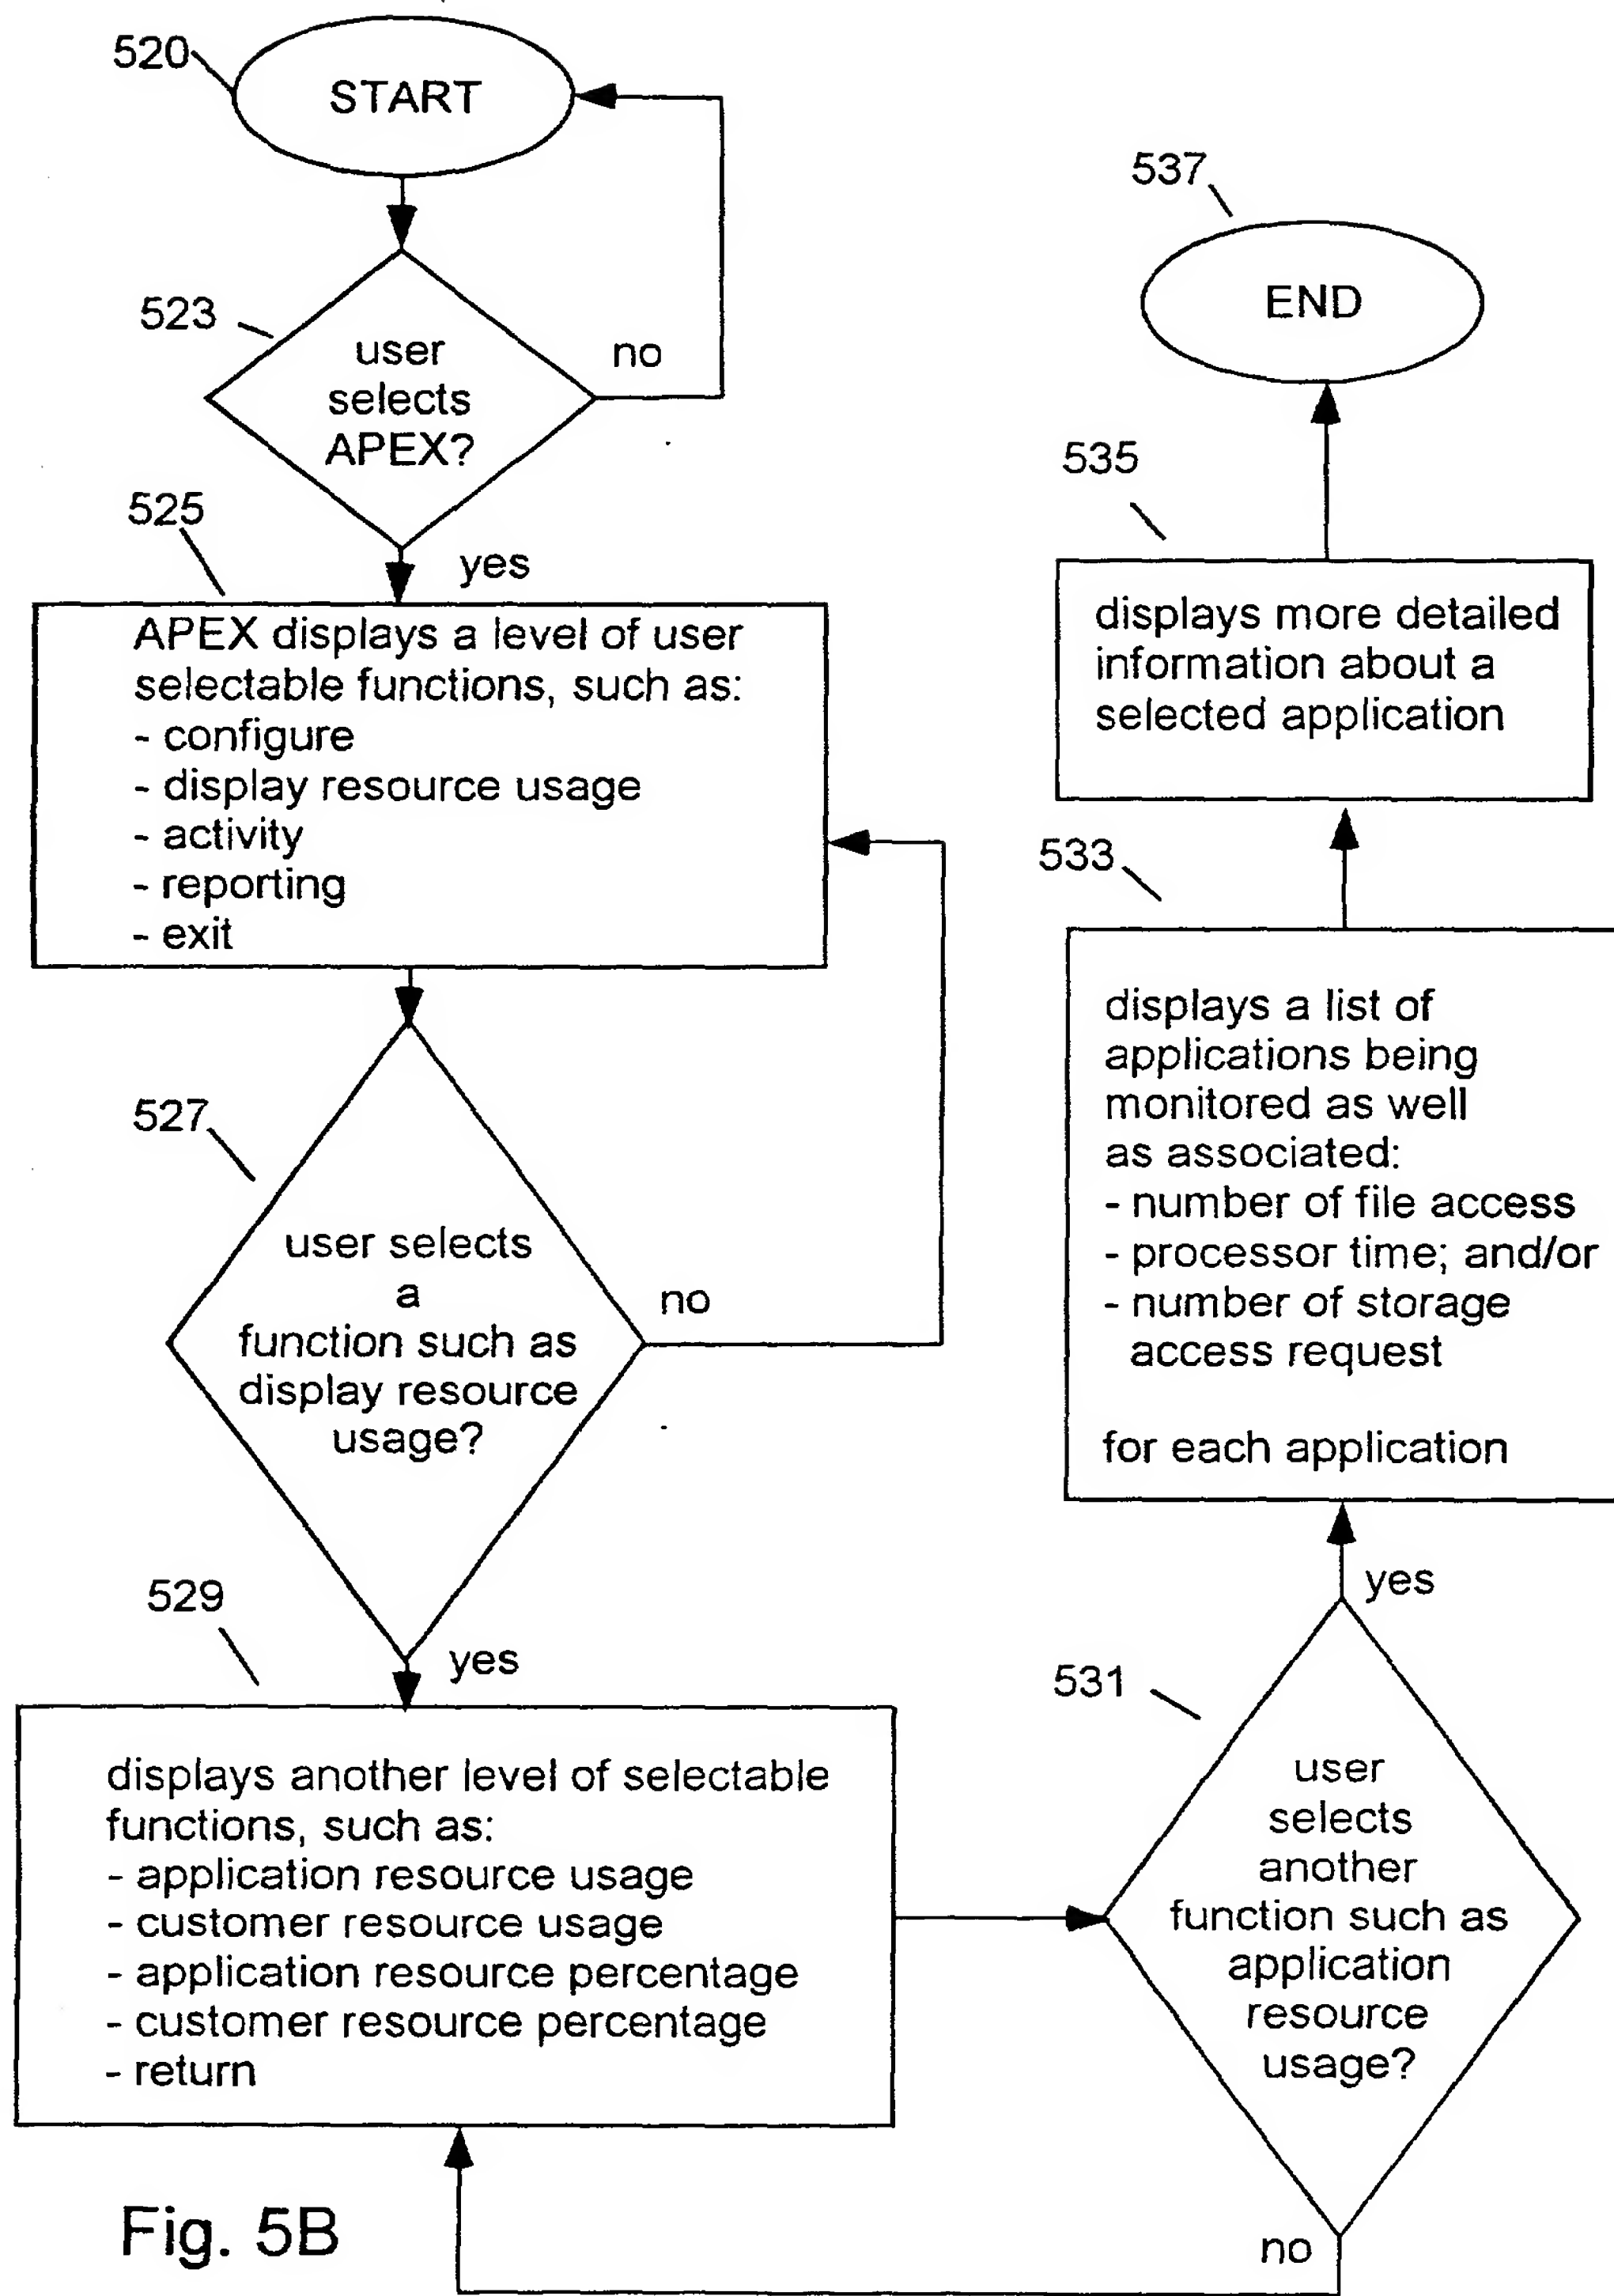 520
START
523
user
selects
APEX?
no
yes
525
APEX displays a level of user
selectable functions, such as:
- configure
- display resource usage
- activity
- reporting
- exit
527
user selects
a
function such as
display resource
usage?
no
yes
529
displays another level of selectable
functions, such as:
- application resource usage
- customer resource usage
- application resource percentage
- customer resource percentage
- return
531
user
selects
another
function such as
application
resource
usage?
yes
no
533
displays a list of
applications being
monitored as well
as associated:
- number of file access
- processor time; and/or
- number of storage
access request
for each application
535
displays more detailed
information about a
selected application
537
END
Fig. 5B